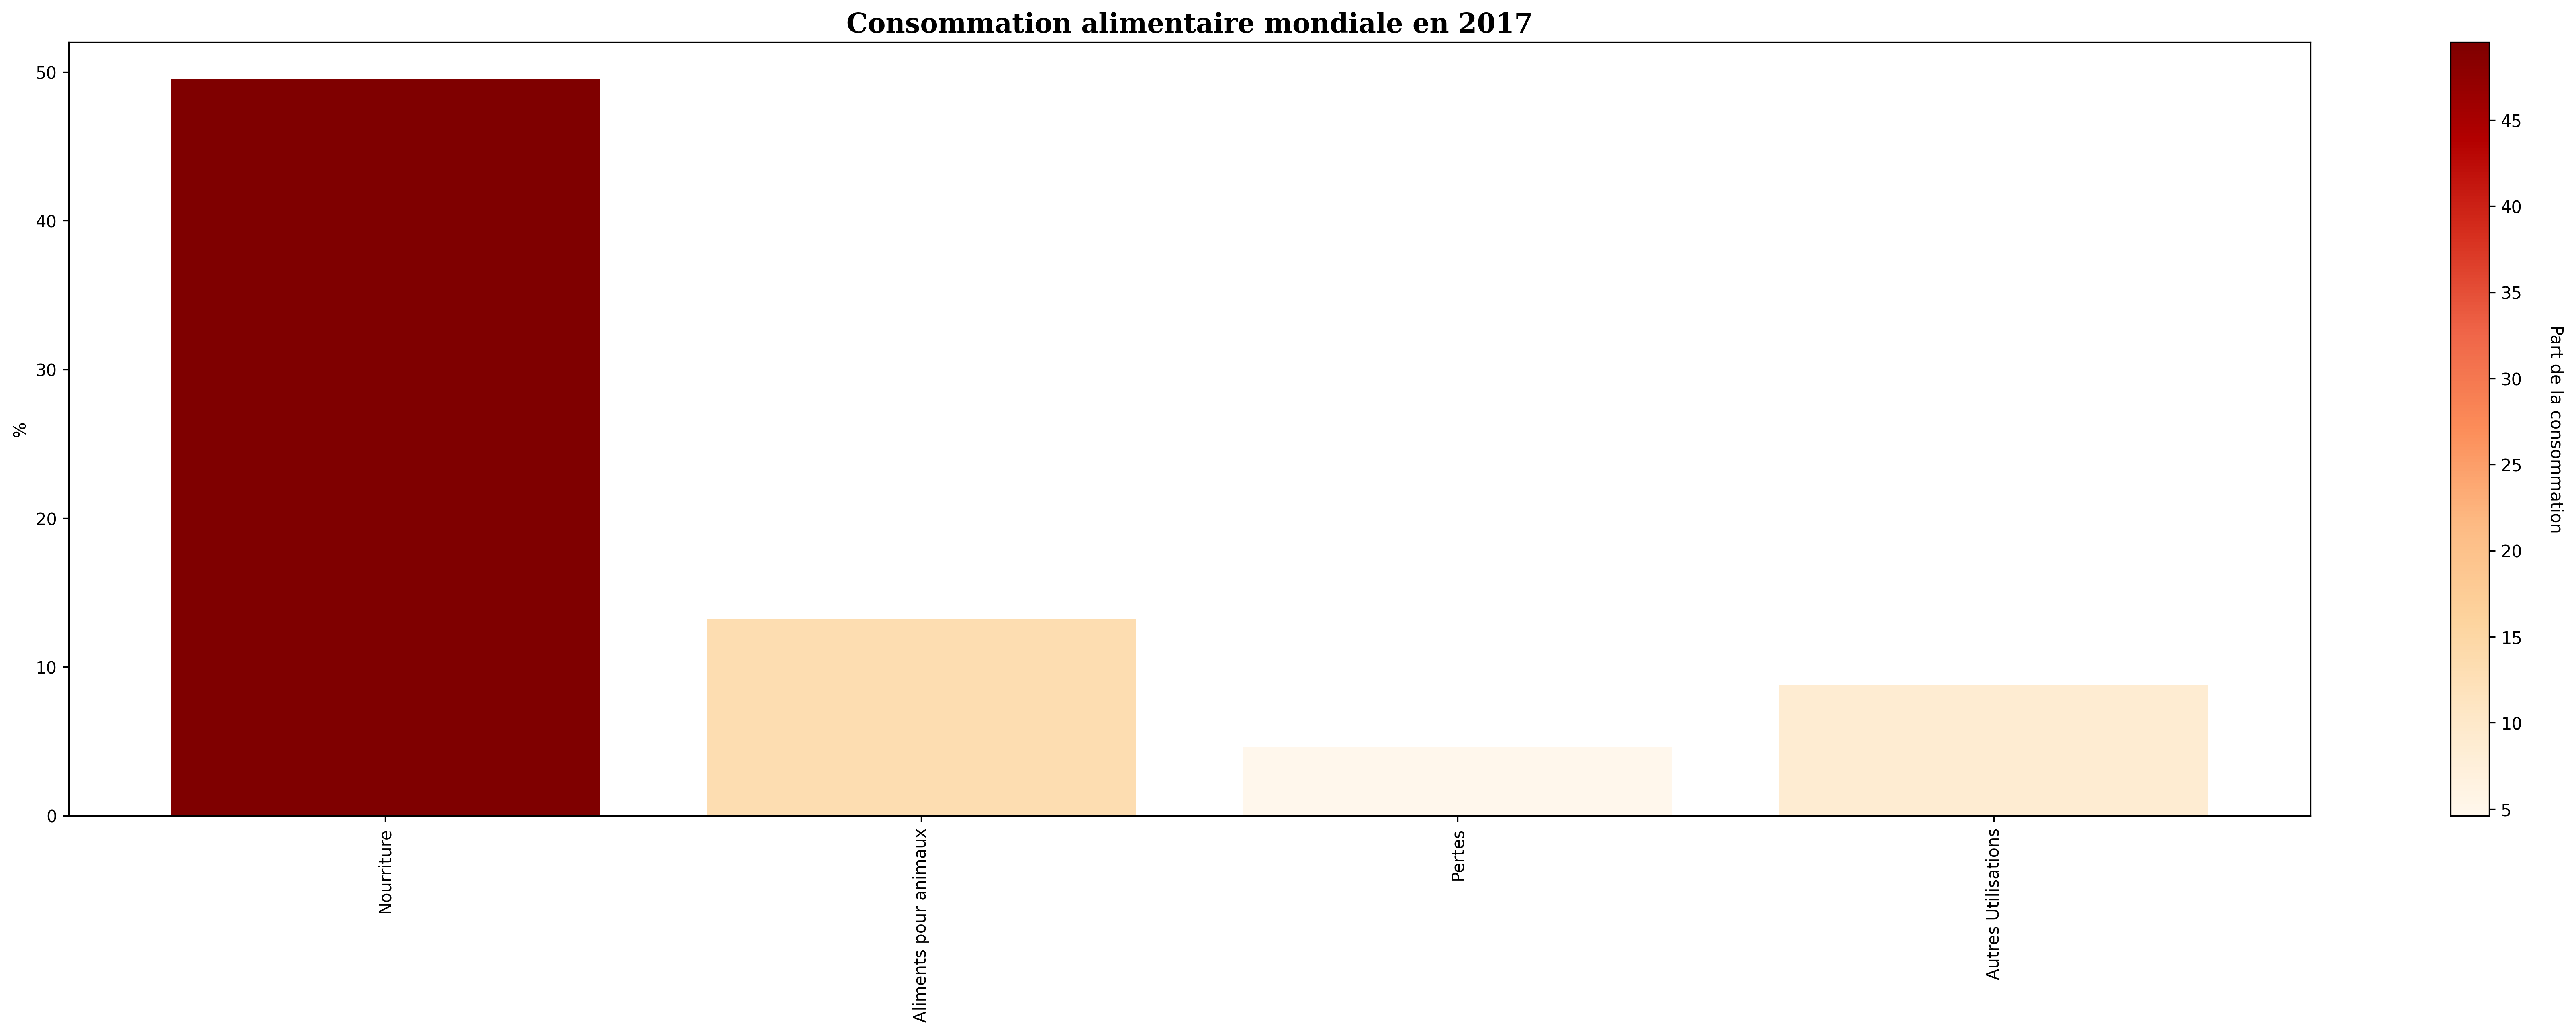 Consommation alimentaire mondiale en 2017
%
50
40
30
20
10
0
Nourriture
Aliments pour animaux
Pertes
Autres Utilisations
45
40
35
30
25
20
15
10
5
Part de la consommation